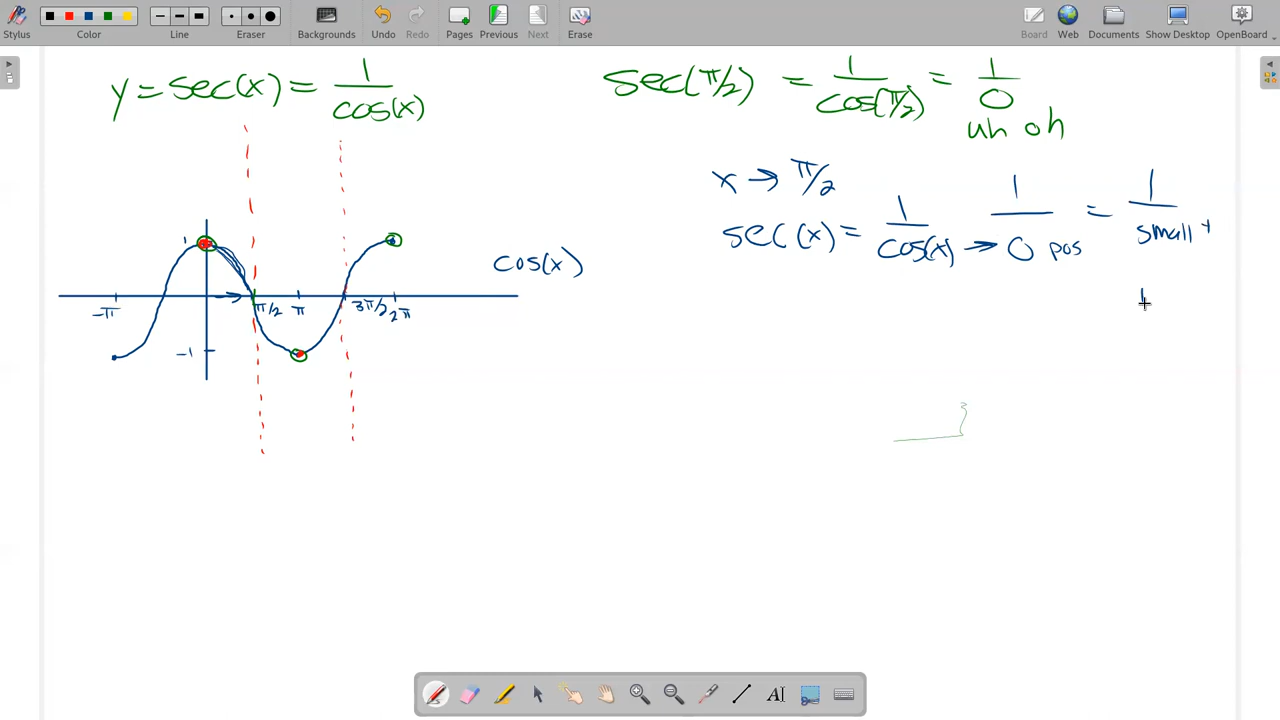 Stylus Color Line Eraser Backgrounds Undo Redo Pages Previous Next Erase Board Web Documents Show Desktop OpenBoard
y = sec(x) = 1/cos(x)
sec(π/2) = 1/cos(π/2) = 1/0
uh oh
x → π/2
sec(x) = 1/cos(x) → 1/0 pos = 1/small +
1
cos(x)
-π π/2 π 3π/2 2π
-1
1
AI